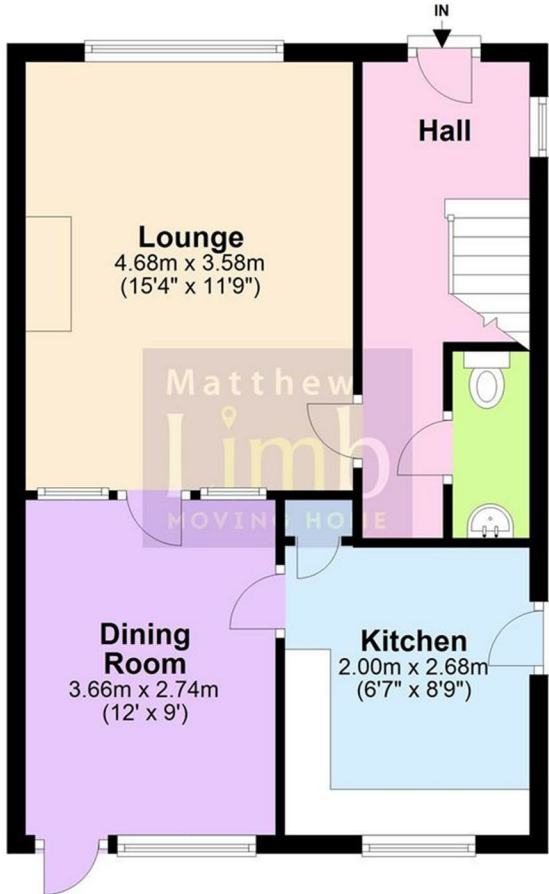 IN
Hall
Lounge
4.68m x 3.58m
(15'4" x 11'9")
Matthew
Limb
MOVING HOME
Dining
Room
3.66m x 2.74m
(12' x 9')
Kitchen
2.00m x 2.68m
(6'7" x 8'9")